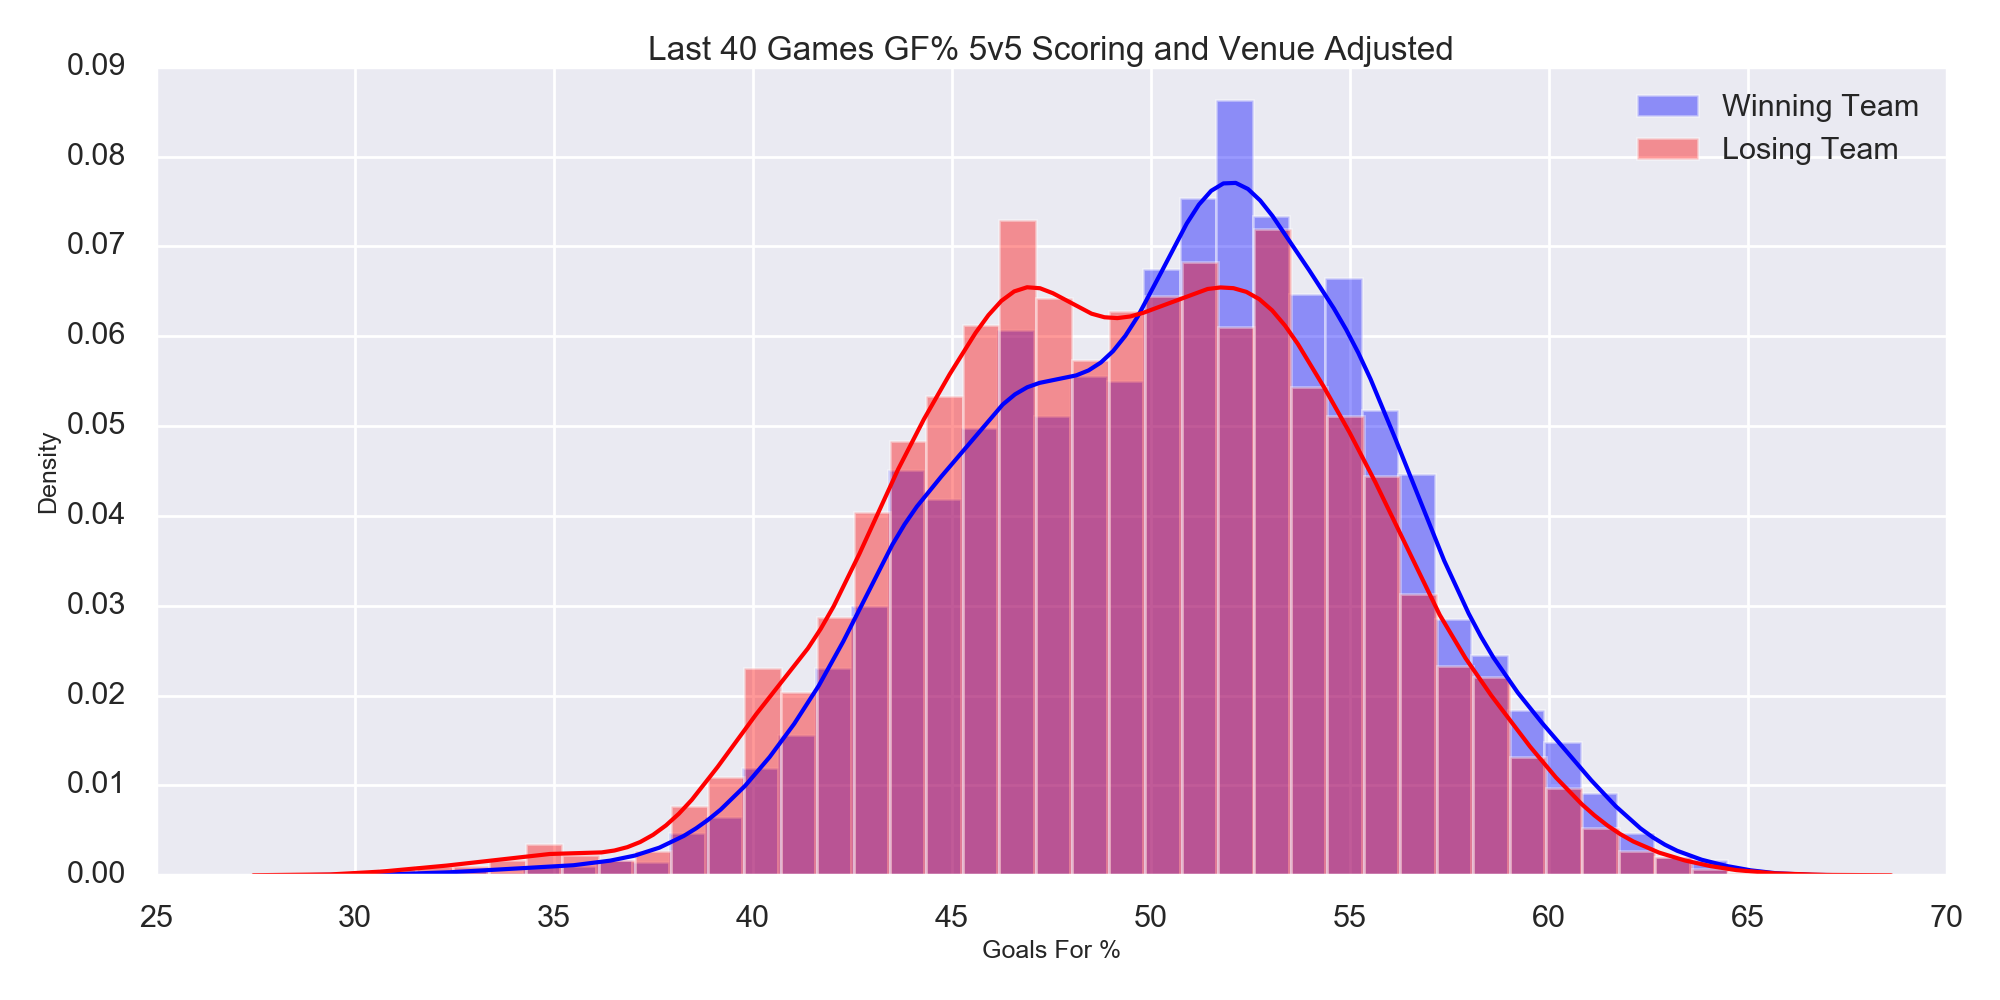 Last 40 Games GF% 5v5 Scoring and Venue Adjusted
Winning Team
Losing Team
0.09
0.08
0.07
0.06
0.05
0.04
0.03
0.02
0.01
0.00
Density
25 30 35 40 45 50 55 60 65 70
Goals For %